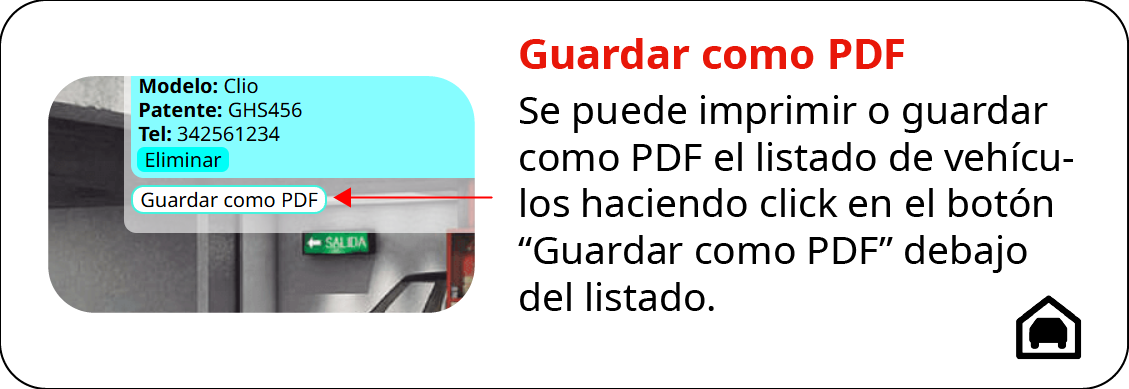 Modelo: Clio
Patente: GHS456
Tel: 342561234
Eliminar
Guardar como PDF
SALIDA
Guardar como PDF
Se puede imprimir o guardar
como PDF el listado de vehícu-
los haciendo click en el botón
“Guardar como PDF” debajo
del listado.